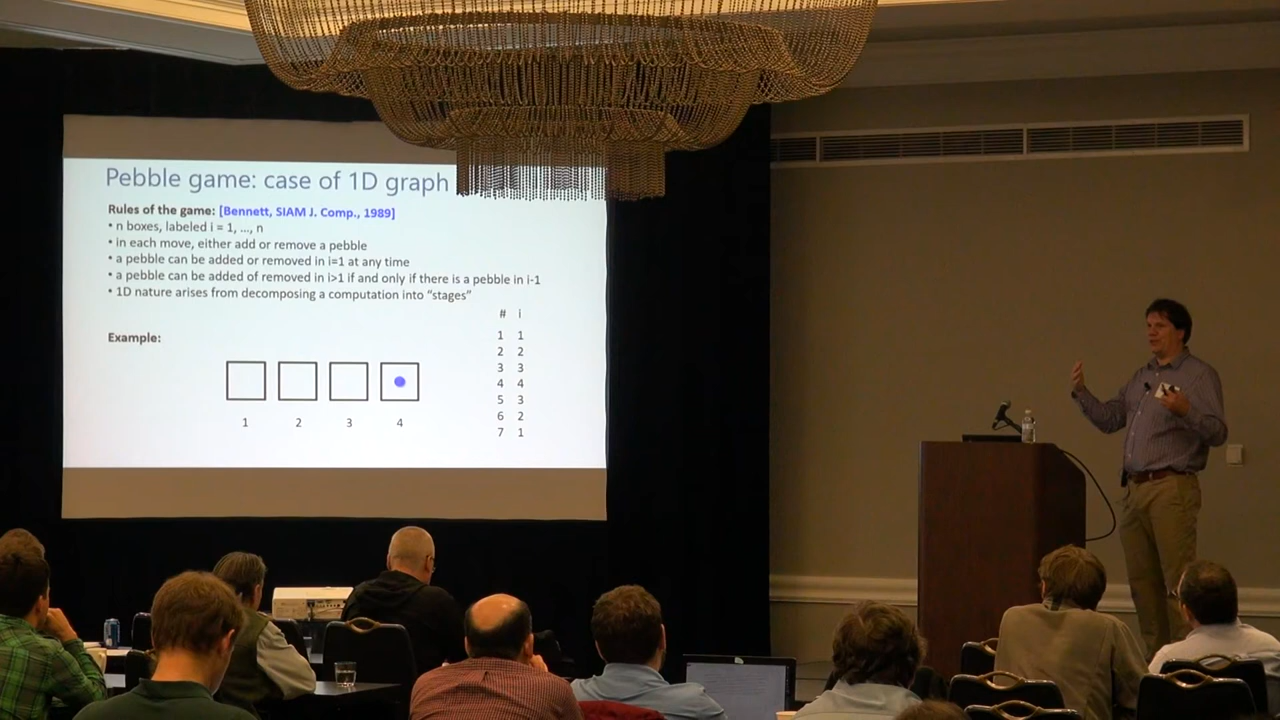 Pebble game: case of 1D graph
Rules of the game: [Bennett, SIAM J. Comp., 1989]
• n boxes, labeled i = 1, ..., n
• in each move, either add or remove a pebble
• a pebble can be added or removed in i=1 at any time
• a pebble can be added of removed in i>1 if and only if there is a pebble in i-1
• 1D nature arises from decomposing a computation into "stages"
# i
Example:
1 1
2 2
3 3
4 4
5 3
6 2
7 1
1 2 3 4